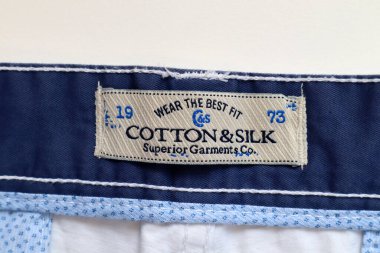 WEAR THE BEST FIT
19 C&S 73
COTTON&SILK
Superior Garments Co.